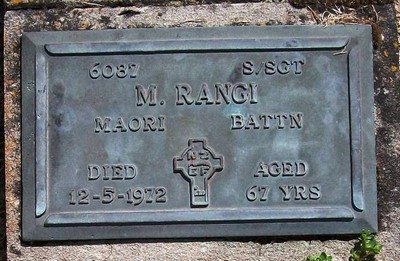 6087 S. SGT
M. RANGI
MAORI BATTN
DIED AGED
12-5-1972 67 YRS